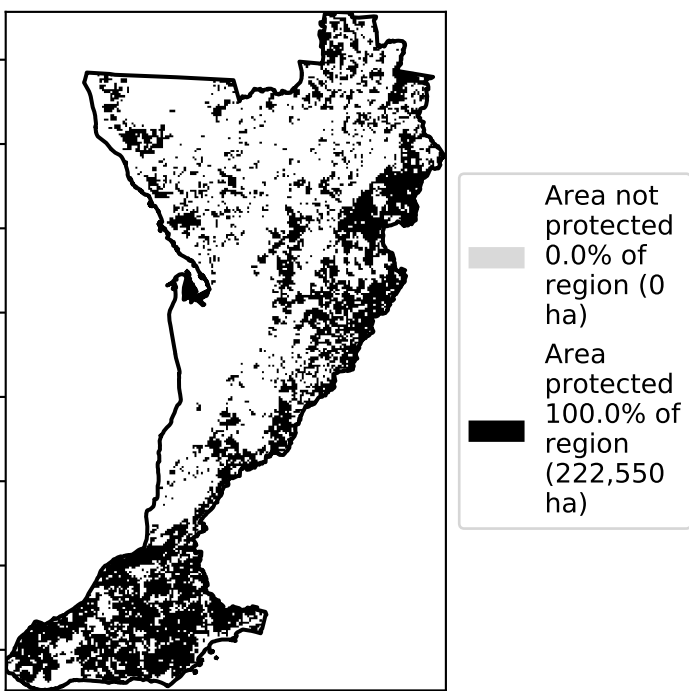 Area not
protected
0.0% of
region (0
ha)
Area
protected
100.0% of
region
(222,550
ha)